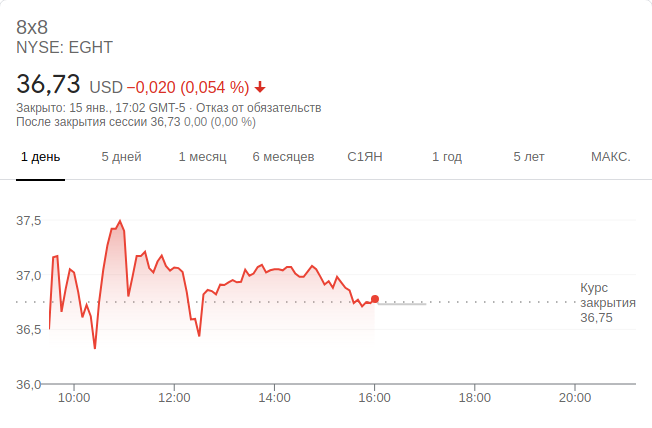 8x8
NYSE: EGHT
36,73 USD −0,020 (0,054 %)
Закрыто: 15 янв., 17:02 GMT-5 · Отказ от обязательств
После закрытия сессии 36,73 0,00 (0,00 %)
1 день 5 дней 1 месяц 6 месяцев С1ЯН 1 год 5 лет МАКС.
37,5
37,0
36,5
36,0
Курс
закрытия
36,75
10:00 12:00 14:00 16:00 18:00 20:00